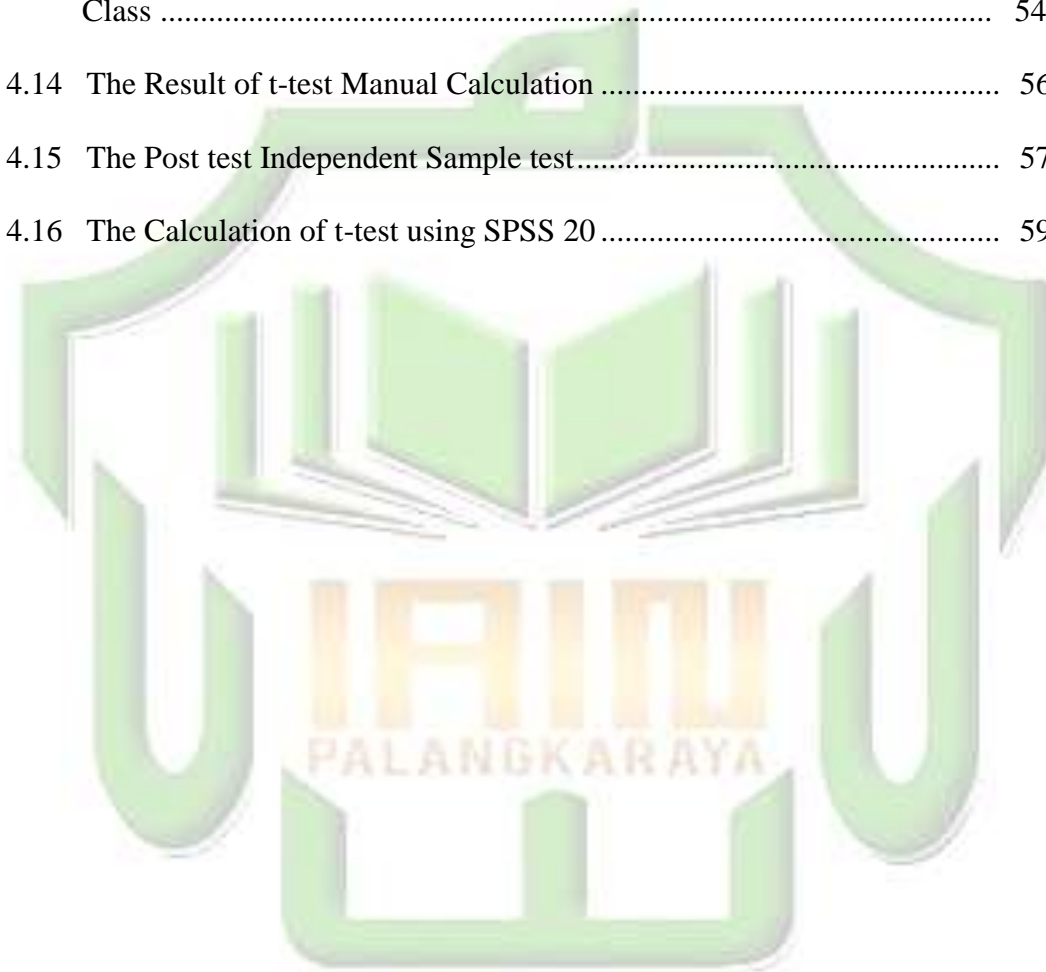 Class ........................................................................................................ 54
4.14 The Result of t-test Manual Calculation .................................................. 56
4.15 The Post test Independent Sample test..................................................... 57
4.16 The Calculation of t-test using SPSS 20 .................................................. 59
IAIN
PALANGKARAYA